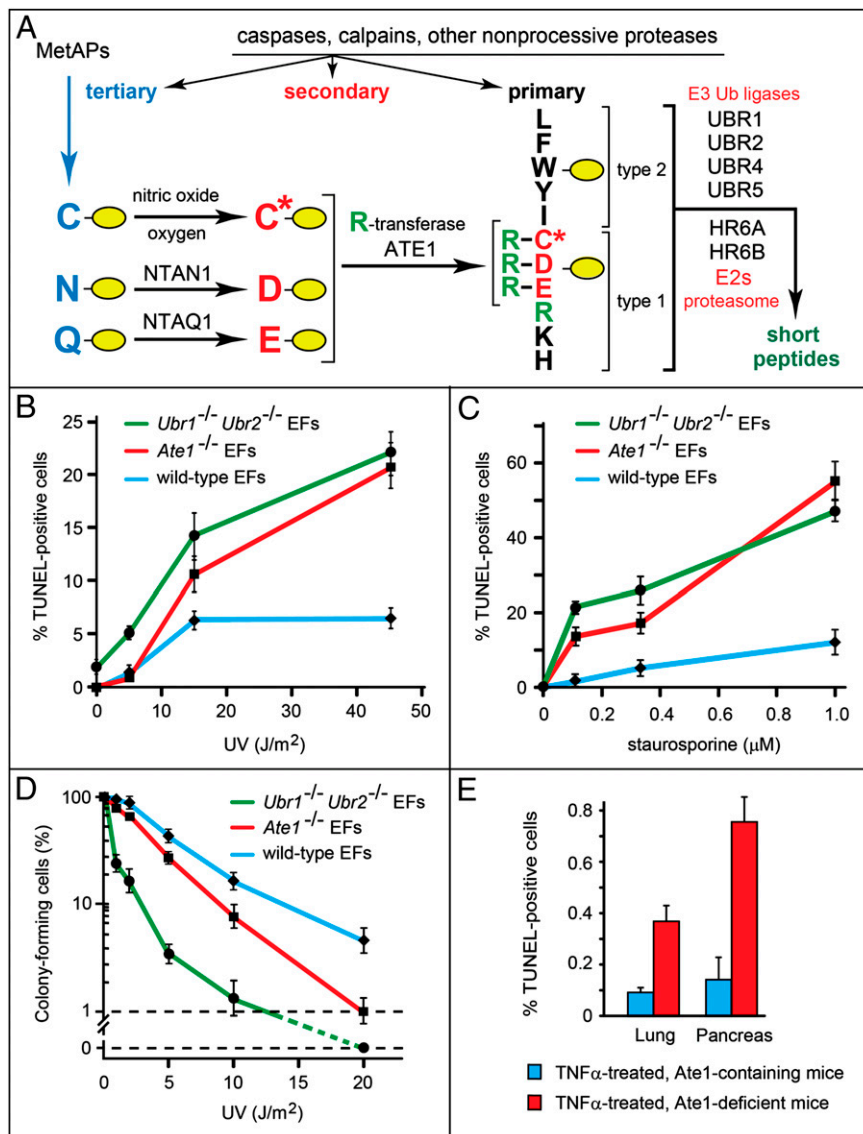 A
caspases, calpains, other nonprocessive proteases
MetAPs
tertiary
secondary
primary
E3 Ub ligases
UBR1
UBR2
UBR4
UBR5
HR6A
HR6B
E2s
proteasome
short
peptides
L
F
W
Y
I
type 2
R-C*
R-D
R-E
R
K
H
type 1
C
nitric oxide
oxygen
C*
R-transferase
ATE1
N
NTAN1
D
Q
NTAQ1
E
B
Ubr1-/- Ubr2-/- EFs
Ate1-/- EFs
wild-type EFs
% TUNEL-positive cells
25
20
15
10
5
0
0 10 20 30 40 50
UV (J/m2)
C
Ubr1-/- Ubr2-/- EFs
Ate1-/- EFs
wild-type EFs
% TUNEL-positive cells
60
40
20
0
0 0.2 0.4 0.6 0.8 1.0
staurosporine (μM)
D
Ubr1-/- Ubr2-/- EFs
Ate1-/- EFs
wild-type EFs
Colony-forming cells (%)
100
10
1
0
0 5 10 15 20
UV (J/m2)
E
% TUNEL-positive cells
0.8
0.6
0.4
0.2
0
Lung Pancreas
TNFα-treated, Ate1-containing mice
TNFα-treated, Ate1-deficient mice